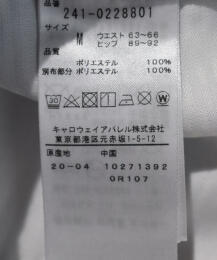 品番
241-0228801
サイズ
M ウエスト 63~66
ヒップ 89~92
品質
ポリエステル 100%
別布部分 ポリエステル 100%
キャロウェイアパレル株式会社
東京都港区元赤坂1-5-12
原産地 中国
20-04 10271392
0R107